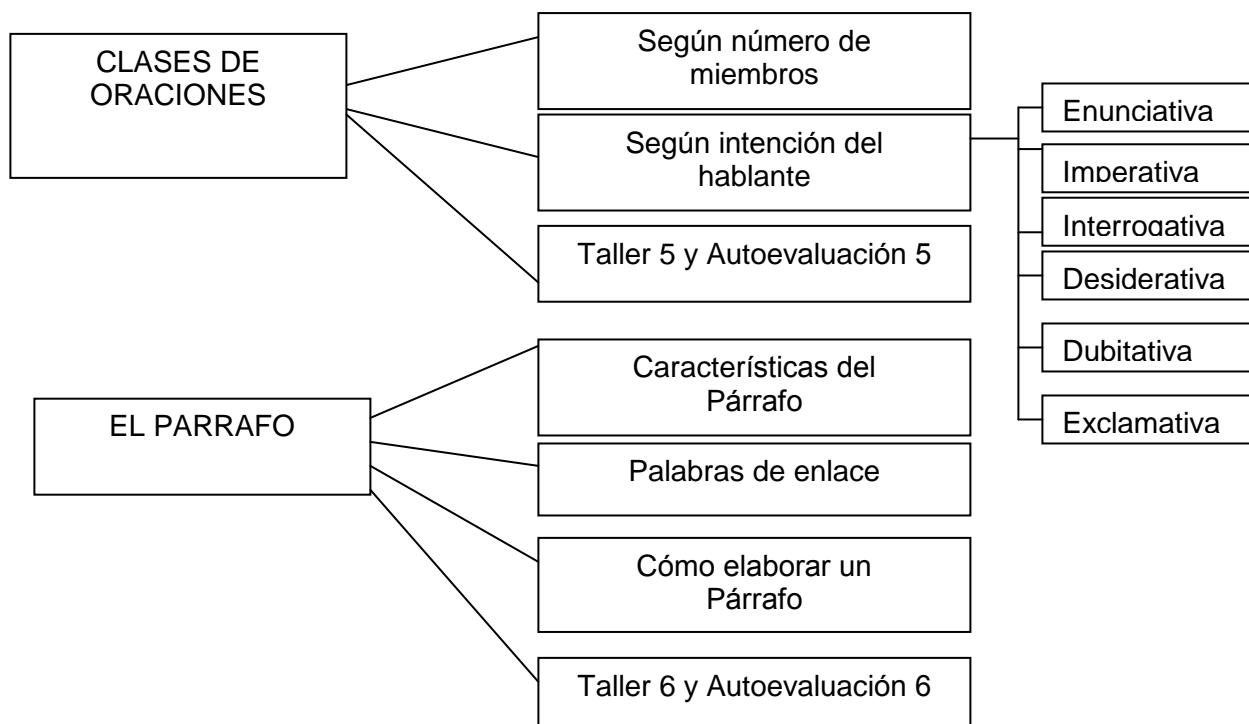 CLASES DE
ORACIONES
Según número de
miembros
Según intención del
hablante
Taller 5 y Autoevaluación 5
Enunciativa
Imperativa
Interrogativa
Desiderativa
Dubitativa
Exclamativa
EL PARRAFO
Características del
Párrafo
Palabras de enlace
Cómo elaborar un
Párrafo
Taller 6 y Autoevaluación 6